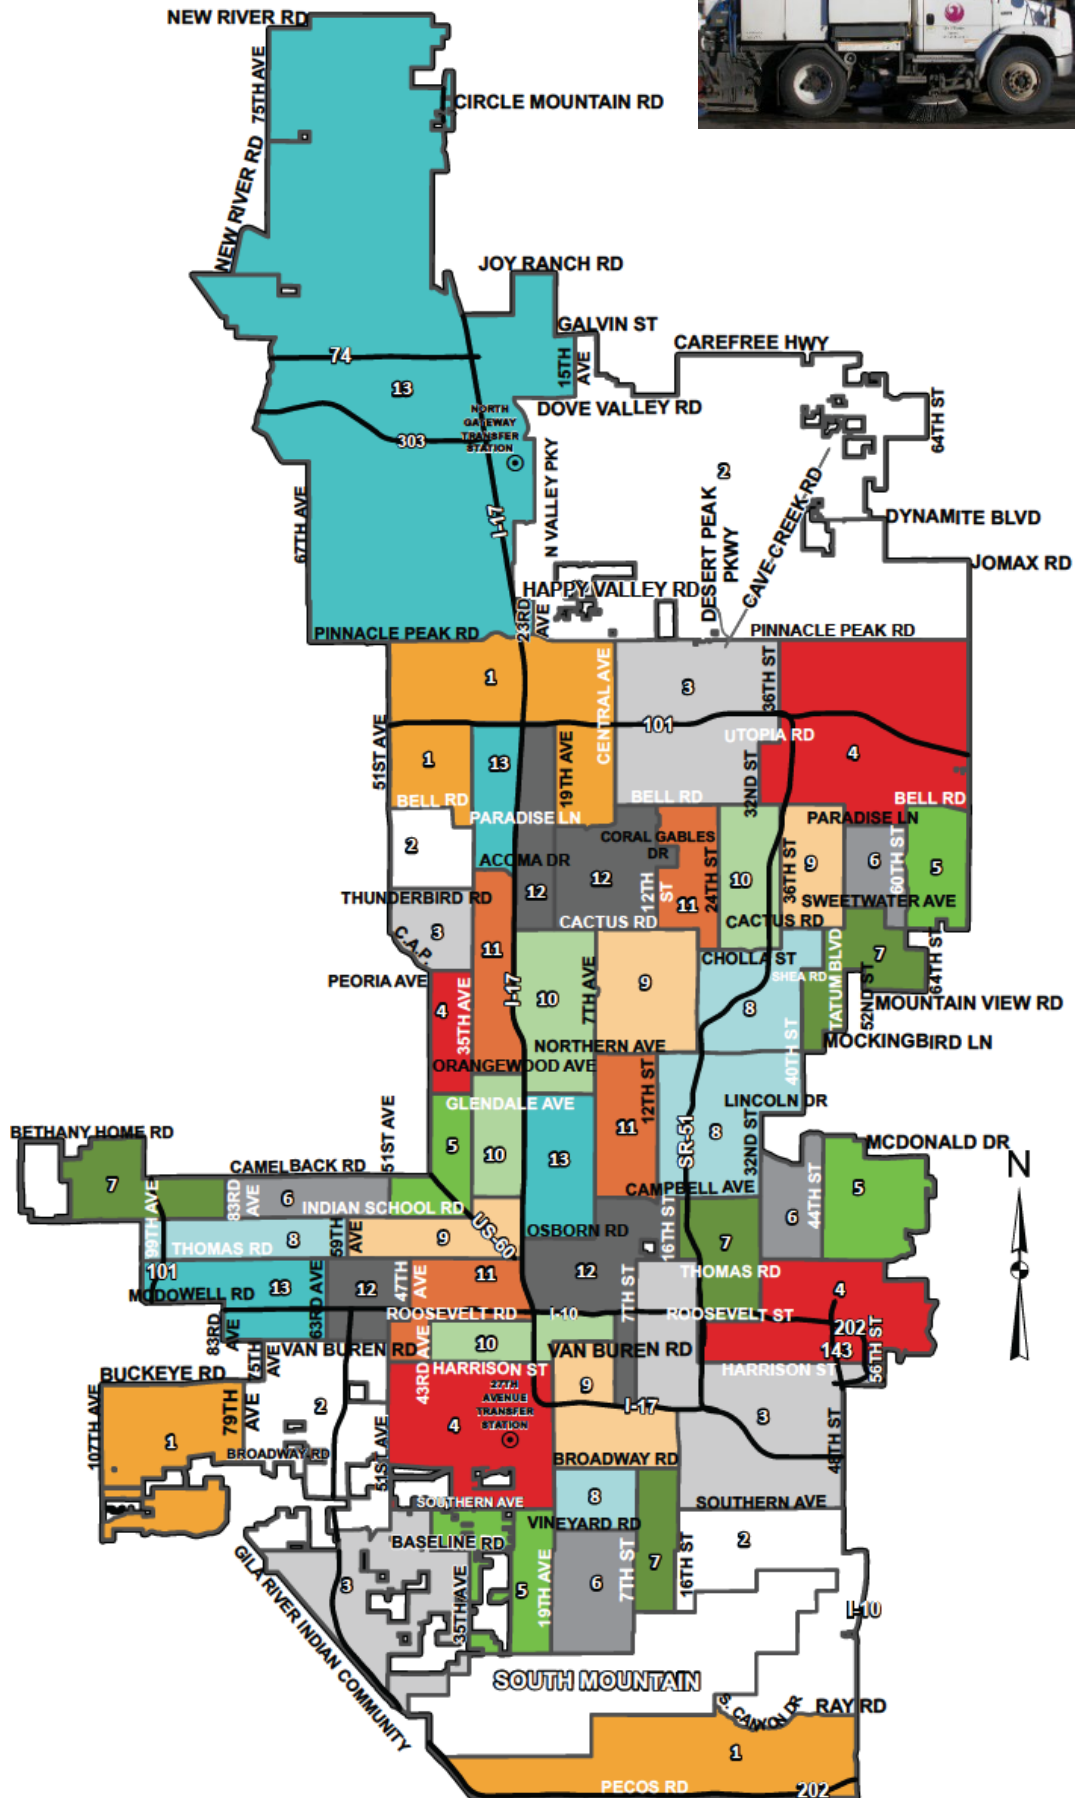 NEW RIVER RD
75TH AVE
CIRCLE MOUNTAIN RD
NEW RIVER RD
JOY RANCH RD
GALVIN ST
CAREFREE HWY
15TH
AVE
74
13
64TH ST
NORTH
GATEWAY
TRANSFER
STATION
DOVE VALLEY RD
303
2
67TH AVE
I-17
N VALLEY PKY
DESERT PEAK
PKWY
CAVE CREEK RD
DYNAMITE BLVD
JOMAX RD
HAPPY VALLEY RD
23RD
AVE
PINNACLE PEAK RD
PINNACLE PEAK RD
1
CENTRAL AVE
3
36TH ST
51ST AVE
101
UTOPIA RD
4
1
13
19TH AVE
32ND ST
BELL RD
BELL RD
BELL RD
PARADISE LN
PARADISE LN
2
ACOMA DR
CORAL GABLES
DR
12
12
12TH
ST
24TH ST
10
36TH ST
9
6
60TH ST
5
THUNDERBIRD RD
11
SWEETWATER AVE
CACTUS RD
CACTUS RD
C.A.P.
3
11
CHOLLA ST
7
64TH ST
PEORIA AVE
I-17
10
7TH AVE
9
SHEA RD
TATUM BLVD
52ND ST
4
35TH AVE
8
MOUNTAIN VIEW RD
NORTHERN AVE
40TH ST
MOCKINGBIRD LN
ORANGEWOOD AVE
12TH ST
GLENDALE AVE
LINCOLN DR
51ST AVE
11
SR-51
8
32ND ST
BETHANY HOME RD
5
10
13
MCDONALD DR
N
CAMELBACK RD
7
99TH AVE
83RD
AVE
6
CAMPBELL AVE
44TH ST
5
INDIAN SCHOOL RD
16TH ST
6
US-60
OSBORN RD
THOMAS RD
8
59TH
AVE
9
7
101
THOMAS RD
MCDOWELL RD
13
63RD AVE
12
47TH
AVE
11
12
7TH ST
4
ROOSEVELT RD
I-10
ROOSEVELT ST
83RD
AVE
202
VAN BUREN RD
43RD AVE
10
VAN BUREN RD
143
56TH ST
75TH
AVE
BUCKEYE RD
HARRISON ST
HARRISON ST
27TH
AVENUE
TRANSFER
STATION
9
107TH AVE
79TH
AVE
2
I-17
3
1
4
48TH ST
BROADWAY RD
51ST AVE
BROADWAY RD
SOUTHERN AVE
8
SOUTHERN AVE
VINEYARD RD
BASELINE RD
2
GILA RIVER INDIAN COMMUNITY
3
35TH AVE
5
19TH AVE
6
7TH ST
7
16TH ST
I-10
SOUTH MOUNTAIN
S. CANYON DR
RAY RD
1
PECOS RD
202